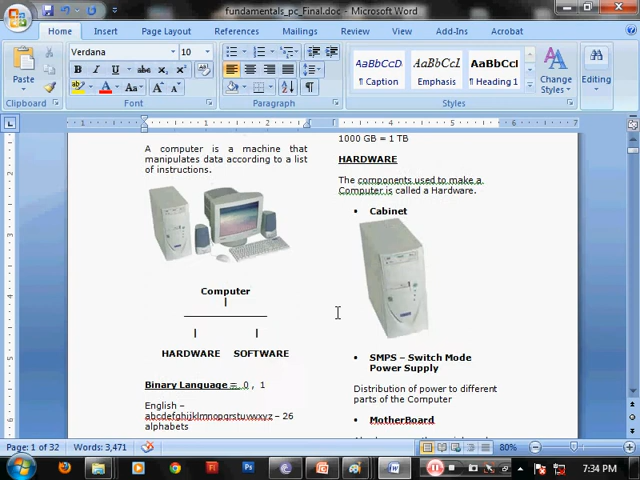 fundamentals_pc_Final.doc - Microsoft Word
Home Insert Page Layout References Mailings Review View Add-Ins Acrobat
Paste
Verdana 10
B I U abc x₂ x²
A Aa A A
AaBbCcD. AaBbCcL AaBbCcI
¶ Caption Emphasis ¶ Heading 1
Change Styles
Editing
Clipboard Font Paragraph Styles
A computer is a machine that
manipulates data according to a list
of instructions.
Computer
HARDWARE SOFTWARE
Binary Language = 0 , 1
English –
abcdefghijklmnopqrstuvwxyz – 26
alphabets
1000 GB = 1 TB
HARDWARE
The components used to make a
Computer is called a Hardware.
• Cabinet
• SMPS – Switch Mode
Power Supply
Distribution of power to different
parts of the Computer
• MotherBoard
Page: 1 of 32 Words: 3,471 80%
7:34 PM